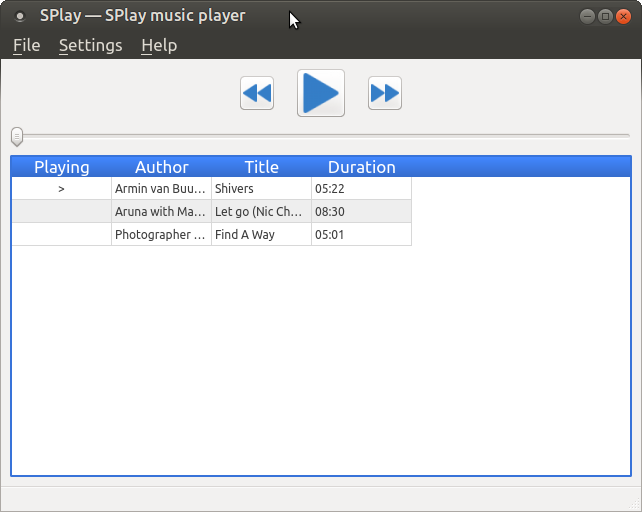 SPlay — SPlay music player
File Settings Help
Playing Author Title Duration
> Armin van Buu... Shivers 05:22
Aruna with Ma... Let go (Nic Ch... 08:30
Photographer ... Find A Way 05:01